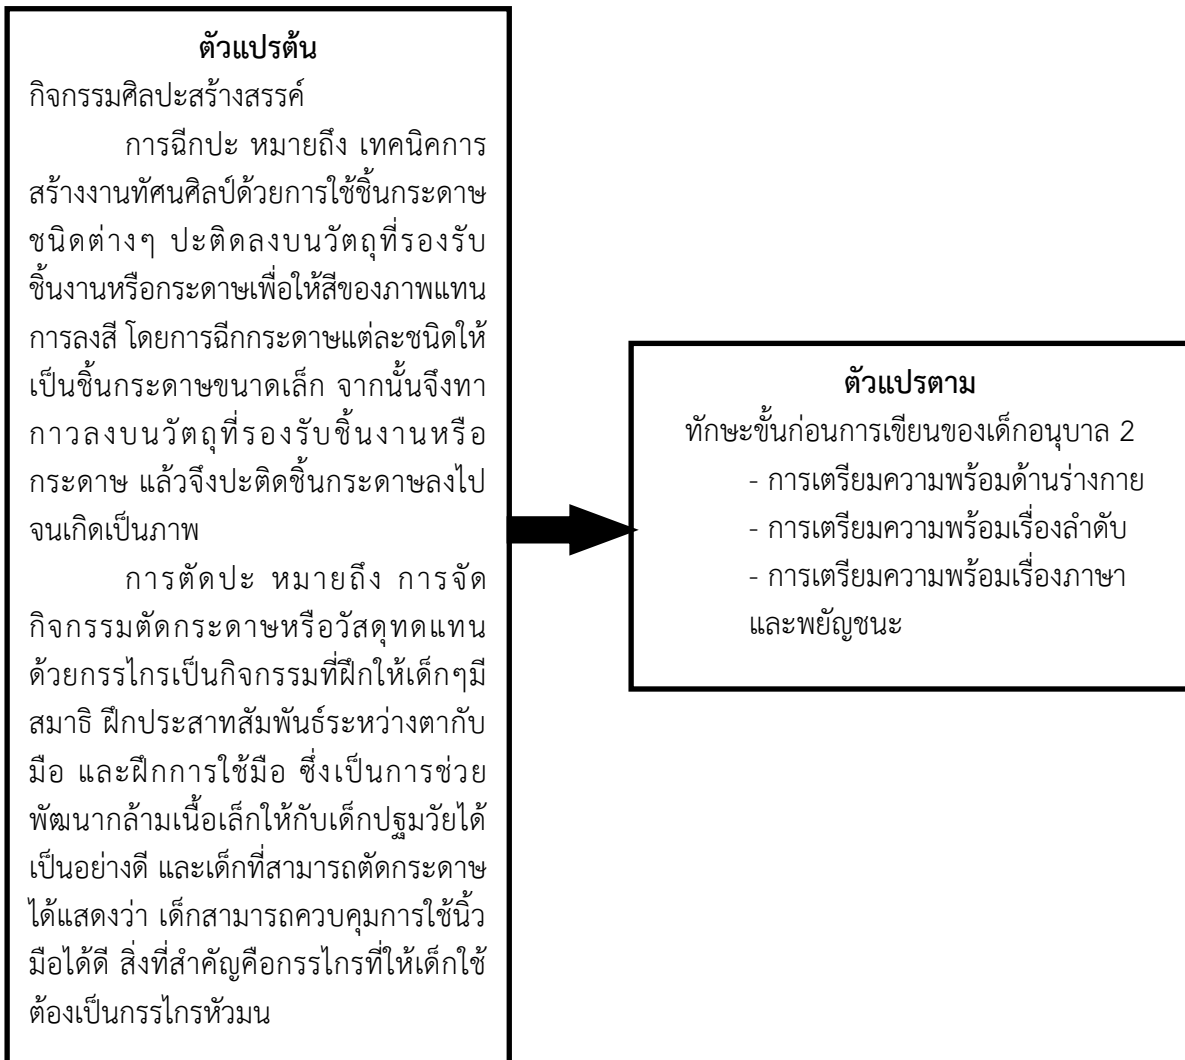 ตัวแปรต้น
กิจกรรมศิลปะสร้างสรรค์
การฉีกปะ หมายถึง เทคนิคการ
สร้างงานทัศนศิลป์ด้วยการใช้ชิ้นกระดาษ
ชนิดต่างๆ ปะติดลงบนวัตถุที่รองรับ
ชิ้นงานหรือกระดาษเพื่อให้สีของภาพแทน
การลงสี โดยการฉีกกระดาษแต่ละชนิดให้
เป็นชิ้นกระดาษขนาดเล็ก จากนั้นจึงทา
กาวลงบนวัตถุที่รองรับชิ้นงานหรือ
กระดาษ แล้วจึงปะติดชิ้นกระดาษลงไป
จนเกิดเป็นภาพ
การตัดปะ หมายถึง การจัด
กิจกรรมตัดกระดาษหรือวัสดุทดแทน
ด้วยกรรไกรเป็นกิจกรรมที่ฝึกให้เด็กๆมี
สมาธิ ฝึกประสาทสัมพันธ์ระหว่างตากับ
มือ และฝึกการใช้มือ ซึ่งเป็นการช่วย
พัฒนากล้ามเนื้อเล็กให้กับเด็กปฐมวัยได้
เป็นอย่างดี และเด็กที่สามารถตัดกระดาษ
ได้แสดงว่า เด็กสามารถควบคุมการใช้นิ้ว
มือได้ดี สิ่งที่สำคัญคือกรรไกรที่ให้เด็กใช้
ต้องเป็นกรรไกรหัวมน
ตัวแปรตาม
ทักษะขั้นก่อนการเขียนของเด็กอนุบาล 2
- การเตรียมความพร้อมด้านร่างกาย
- การเตรียมความพร้อมเรื่องลำดับ
- การเตรียมความพร้อมเรื่องภาษา
และพยัญชนะ